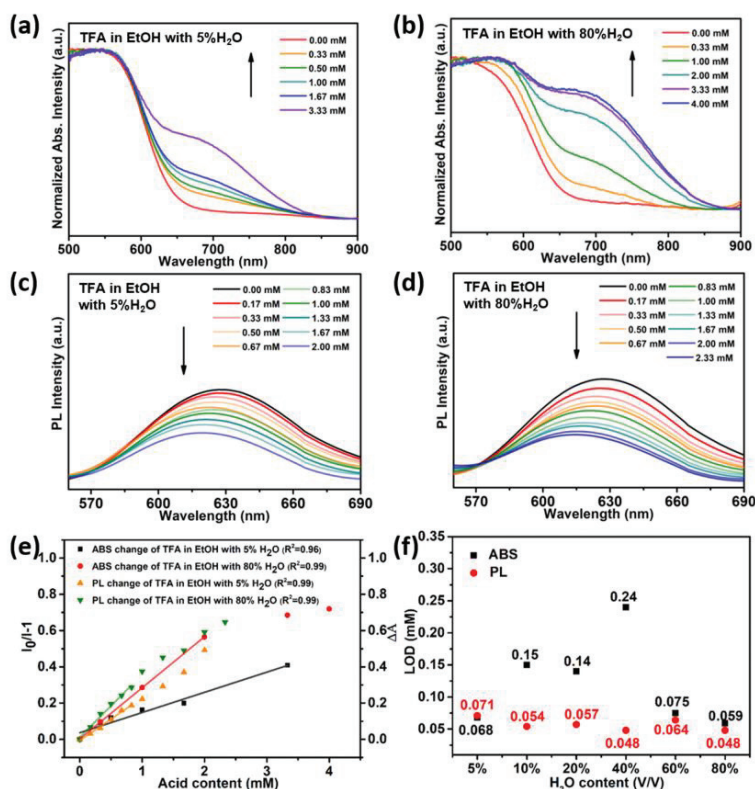 (a)
TFA in EtOH with 5%H₂O
0.00 mM
0.33 mM
0.50 mM
1.00 mM
1.67 mM
3.33 mM
Normalized Abs. Intensity (a.u.)
500 600 700 800 900
Wavelength (nm)
(b)
TFA in EtOH with 80%H₂O
0.00 mM
0.33 mM
1.00 mM
2.00 mM
3.33 mM
4.00 mM
Normalized Abs. Intensity (a.u.)
500 600 700 800 900
Wavelength (nm)
(c)
TFA in EtOH
with 5%H₂O
0.00 mM 0.83 mM
0.17 mM 1.00 mM
0.33 mM 1.33 mM
0.50 mM 1.67 mM
0.67 mM 2.00 mM
PL Intensity (a.u.)
560 590 620 650 690
Wavelength (nm)
(d)
TFA in EtOH
with 80%H₂O
0.00 mM 0.83 mM
0.17 mM 1.00 mM
0.33 mM 1.33 mM
0.50 mM 1.67 mM
0.67 mM 2.00 mM
2.33 mM
PL Intensity (a.u.)
560 590 630 660 690
Wavelength (nm)
(e)
ABS change of TFA in EtOH with 5% H₂O (R²=0.96)
ABS change of TFA in EtOH with 80% H₂O (R²=0.99)
PL change of TFA in EtOH with 5% H₂O (R²=0.99)
PL change of TFA in EtOH with 80% H₂O (R²=0.99)
I₀/I-1
1.2
1.0
0.8
0.6
0.4
0.2
0.0
ΔA
1.0
0.8
0.6
0.4
0.2
0.0
0 1 2 3 4
Acid content (mM)
(f)
ABS
PL
LOD (mM)
0.35
0.30
0.25
0.20
0.15
0.10
0.05
0.24
0.15
0.14
0.071
0.068
0.054
0.057
0.048
0.075
0.064
0.059
0.048
5% 10% 20% 40% 60% 80%
H₂O content (V/V)